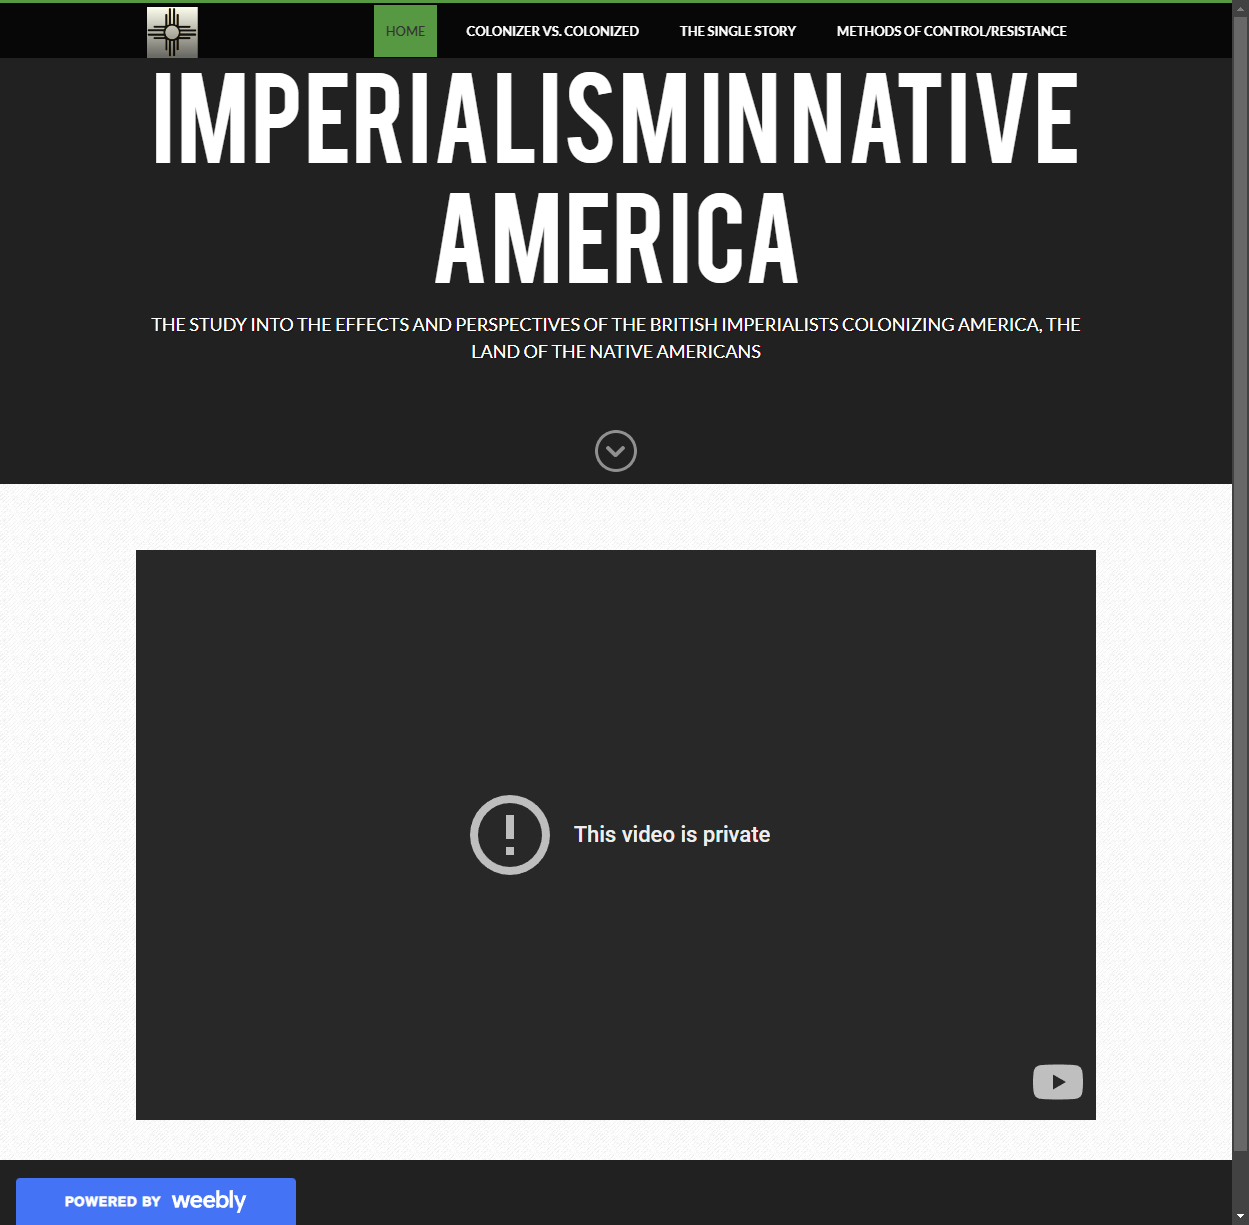 HOME COLONIZER VS. COLONIZED THE SINGLE STORY METHODS OF CONTROL/RESISTANCE
IMPERIALISM IN NATIVE
AMERICA
THE STUDY INTO THE EFFECTS AND PERSPECTIVES OF THE BRITISH IMPERIALISTS COLONIZING AMERICA, THE
LAND OF THE NATIVE AMERICANS
This video is private
POWERED BY weebly